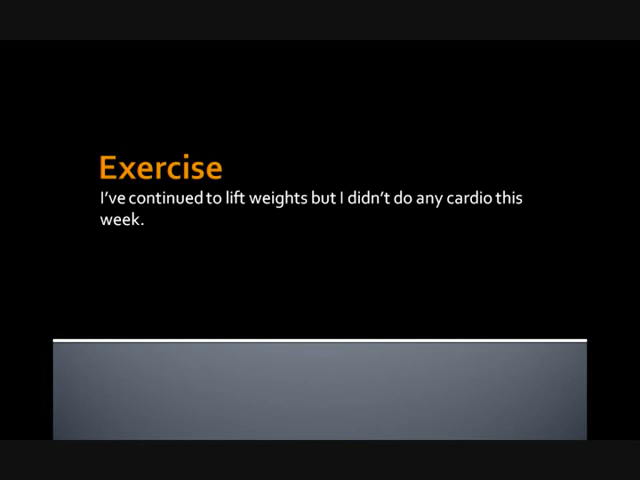 Exercise
I've continued to lift weights but I didn't do any cardio this
week.